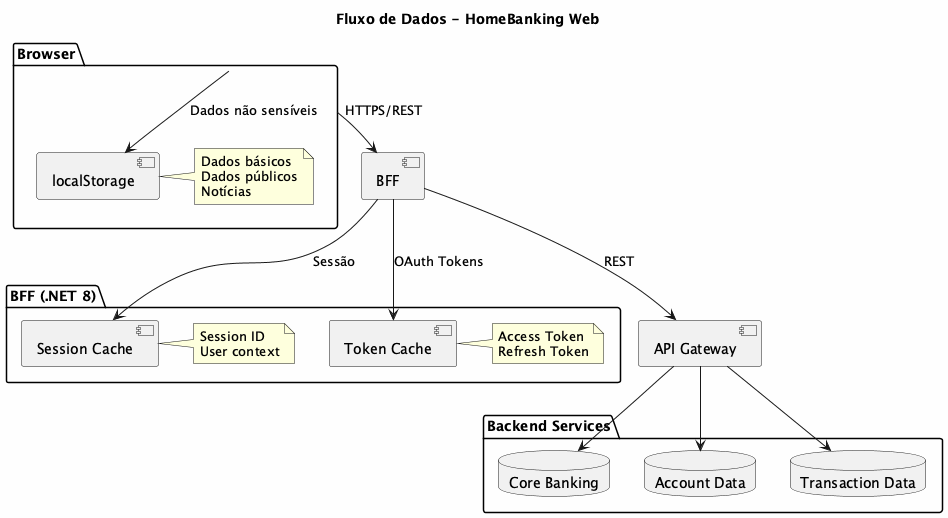 Fluxo de Dados - HomeBanking Web
Browser
Dados não sensíveis
HTTPS/REST
localStorage
Dados básicos
Dados públicos
Notícias
BFF
Sessão
OAuth Tokens
REST
BFF (.NET 8)
Session Cache
Session ID
User context
Token Cache
Access Token
Refresh Token
API Gateway
Backend Services
Core Banking
Account Data
Transaction Data